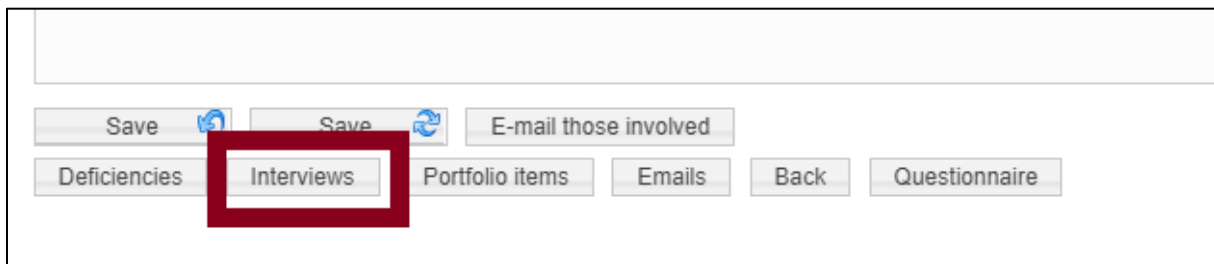 Save Save E-mail those involved
Deficiencies Interviews Portfolio items Emails Back Questionnaire